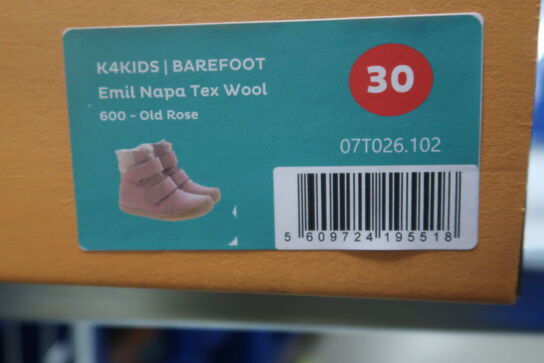 K4KIDS | BAREFOOT
Emil Napa Tex Wool
600 - Old Rose
30
07T026.102
5 609724 195518